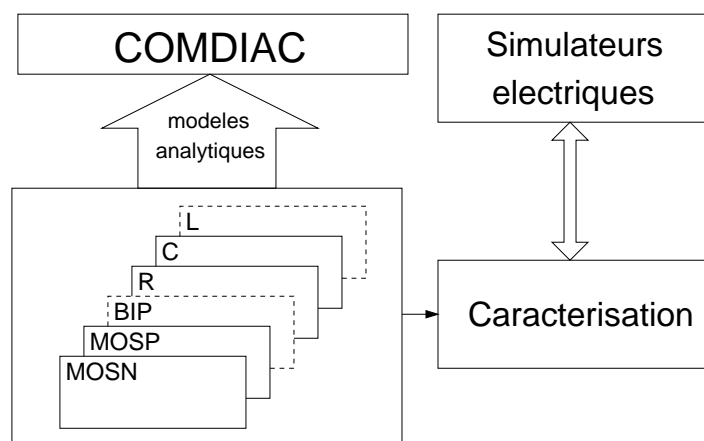 COMDIAC
Simulateurs
electriques
modeles
analytiques
L
C
R
BIP
MOSP
MOSN
Caracterisation